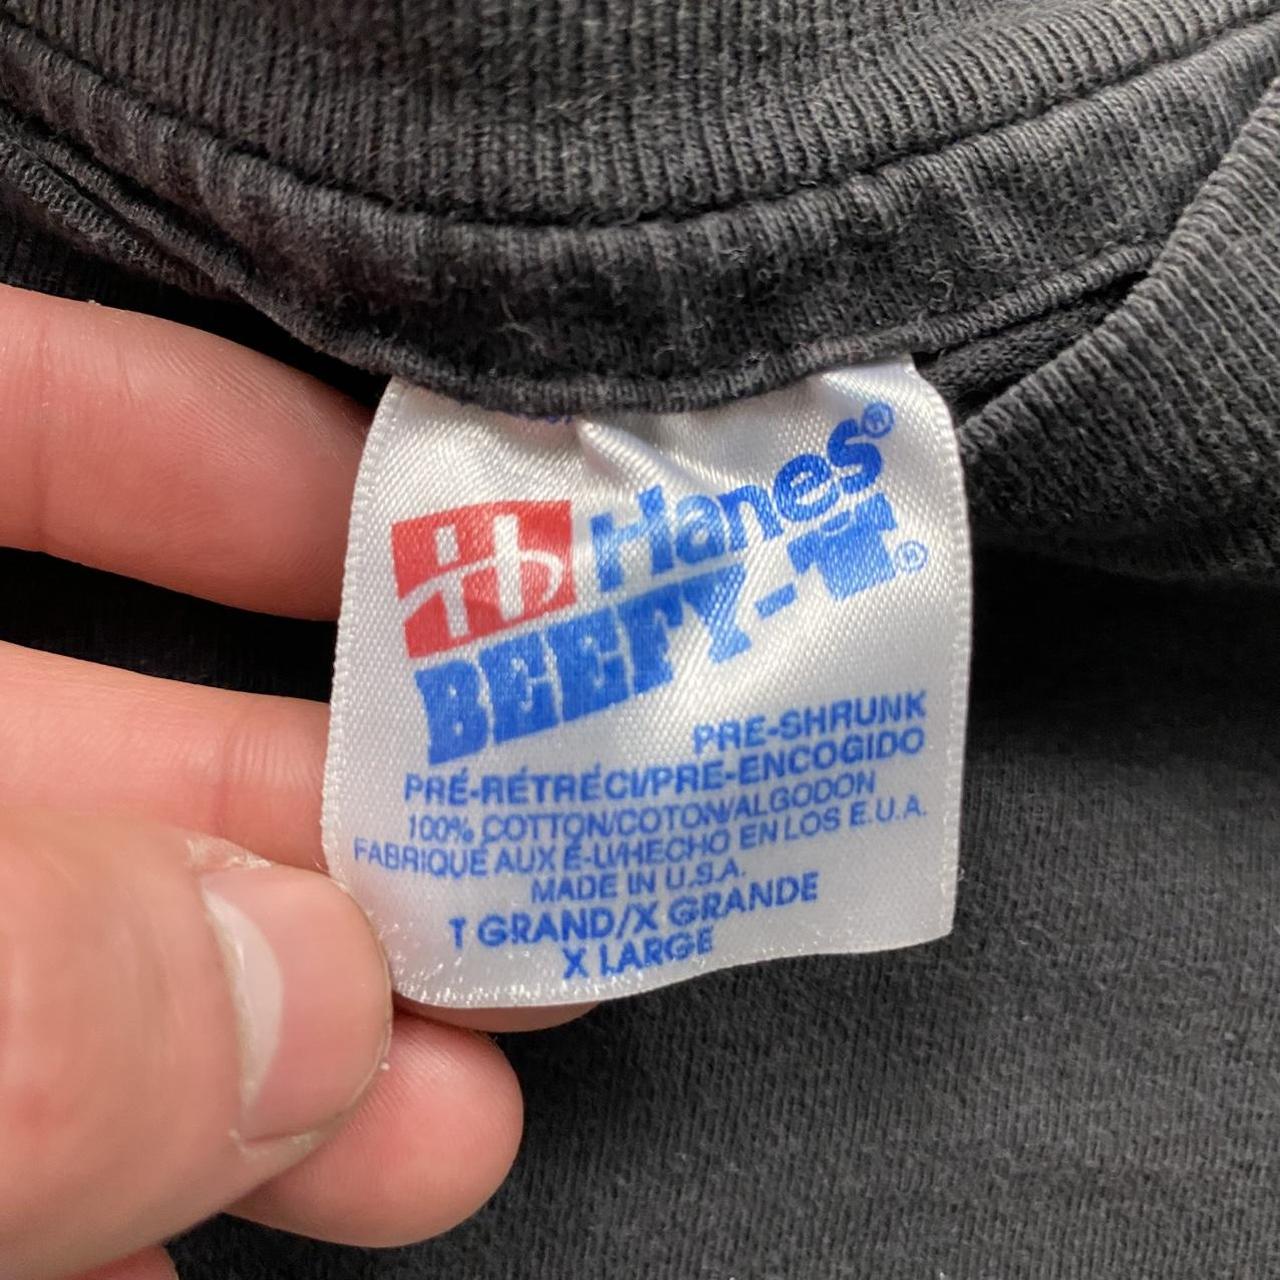 Hanes®
BEEFY-T®
PRE-SHRUNK
PRÉ-RÉTRÉCI/PRE-ENCOGIDO
100% COTTON/COTON/ALGODON
FABRIQUÉ AUX É-U/HECHO EN LOS E.U.A.
MADE IN U.S.A.
T GRAND/X GRANDE
X LARGE